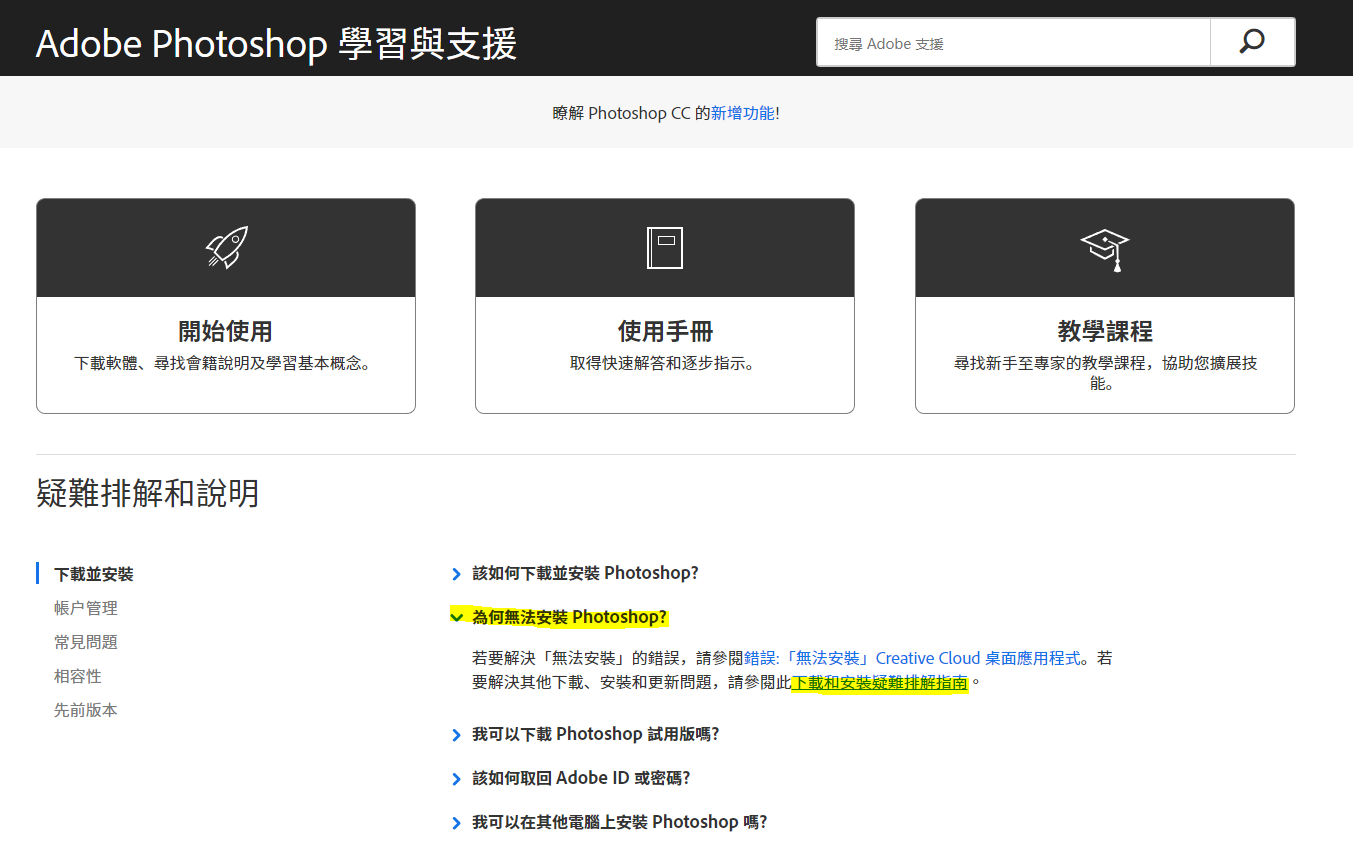 Adobe Photoshop 學習與支援
搜尋 Adobe 支援
瞭解 Photoshop CC 的新增功能!
開始使用
下載軟體、尋找會籍說明及學習基本概念。
使用手冊
取得快速解答和逐步指示。
教學課程
尋找新手至專家的教學課程，協助您擴展技
能。
疑難排解和說明
下載並安裝
帳户管理
常見問題
相容性
先前版本
該如何下載並安裝 Photoshop?
為何無法安裝 Photoshop?
若要解決「無法安裝」的錯誤，請參閱錯誤:「無法安裝」Creative Cloud 桌面應用程式。若
要解決其他下載、安裝和更新問題，請參閱此下載和安裝疑難排解指南。
我可以下載 Photoshop 試用版嗎?
該如何取回 Adobe ID 或密碼?
我可以在其他電腦上安裝 Photoshop 嗎?